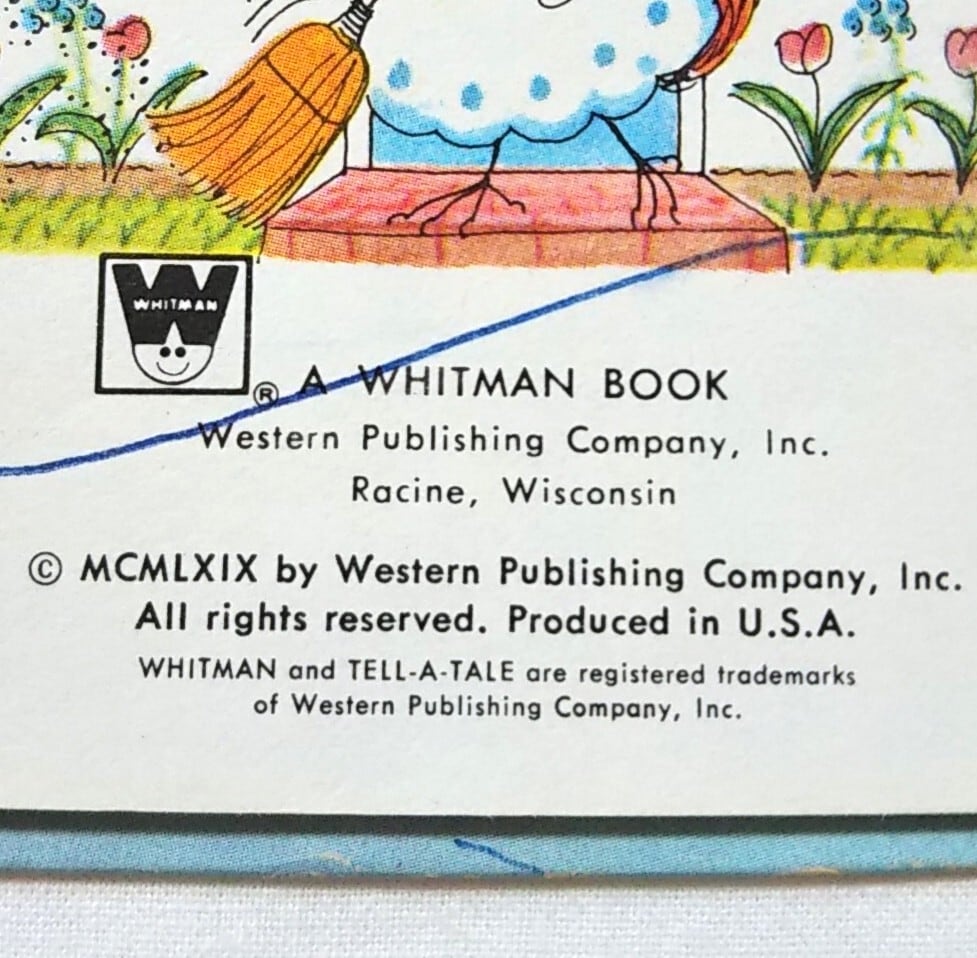 WHITMAN
® A WHITMAN BOOK
Western Publishing Company, Inc.
Racine, Wisconsin
© MCMLXIX by Western Publishing Company, Inc.
All rights reserved. Produced in U.S.A.
WHITMAN and TELL-A-TALE are registered trademarks
of Western Publishing Company, Inc.